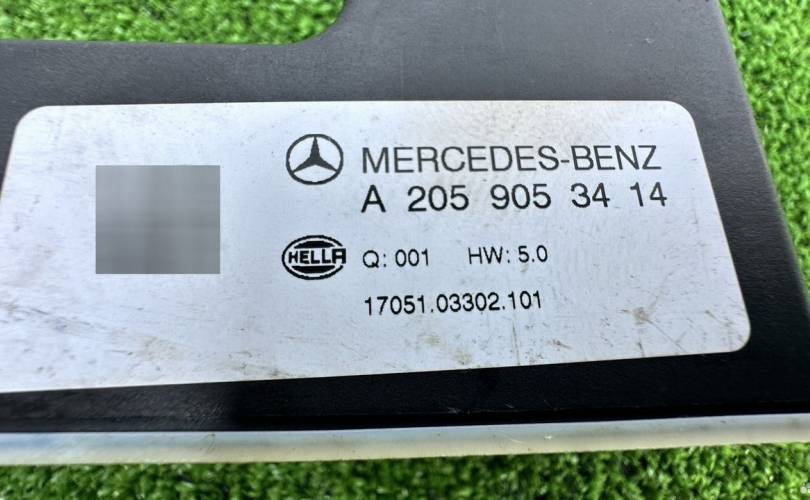 MERCEDES-BENZ
A 205 905 34 14
HELLA Q: 001 HW: 5.0
17051.03302.101